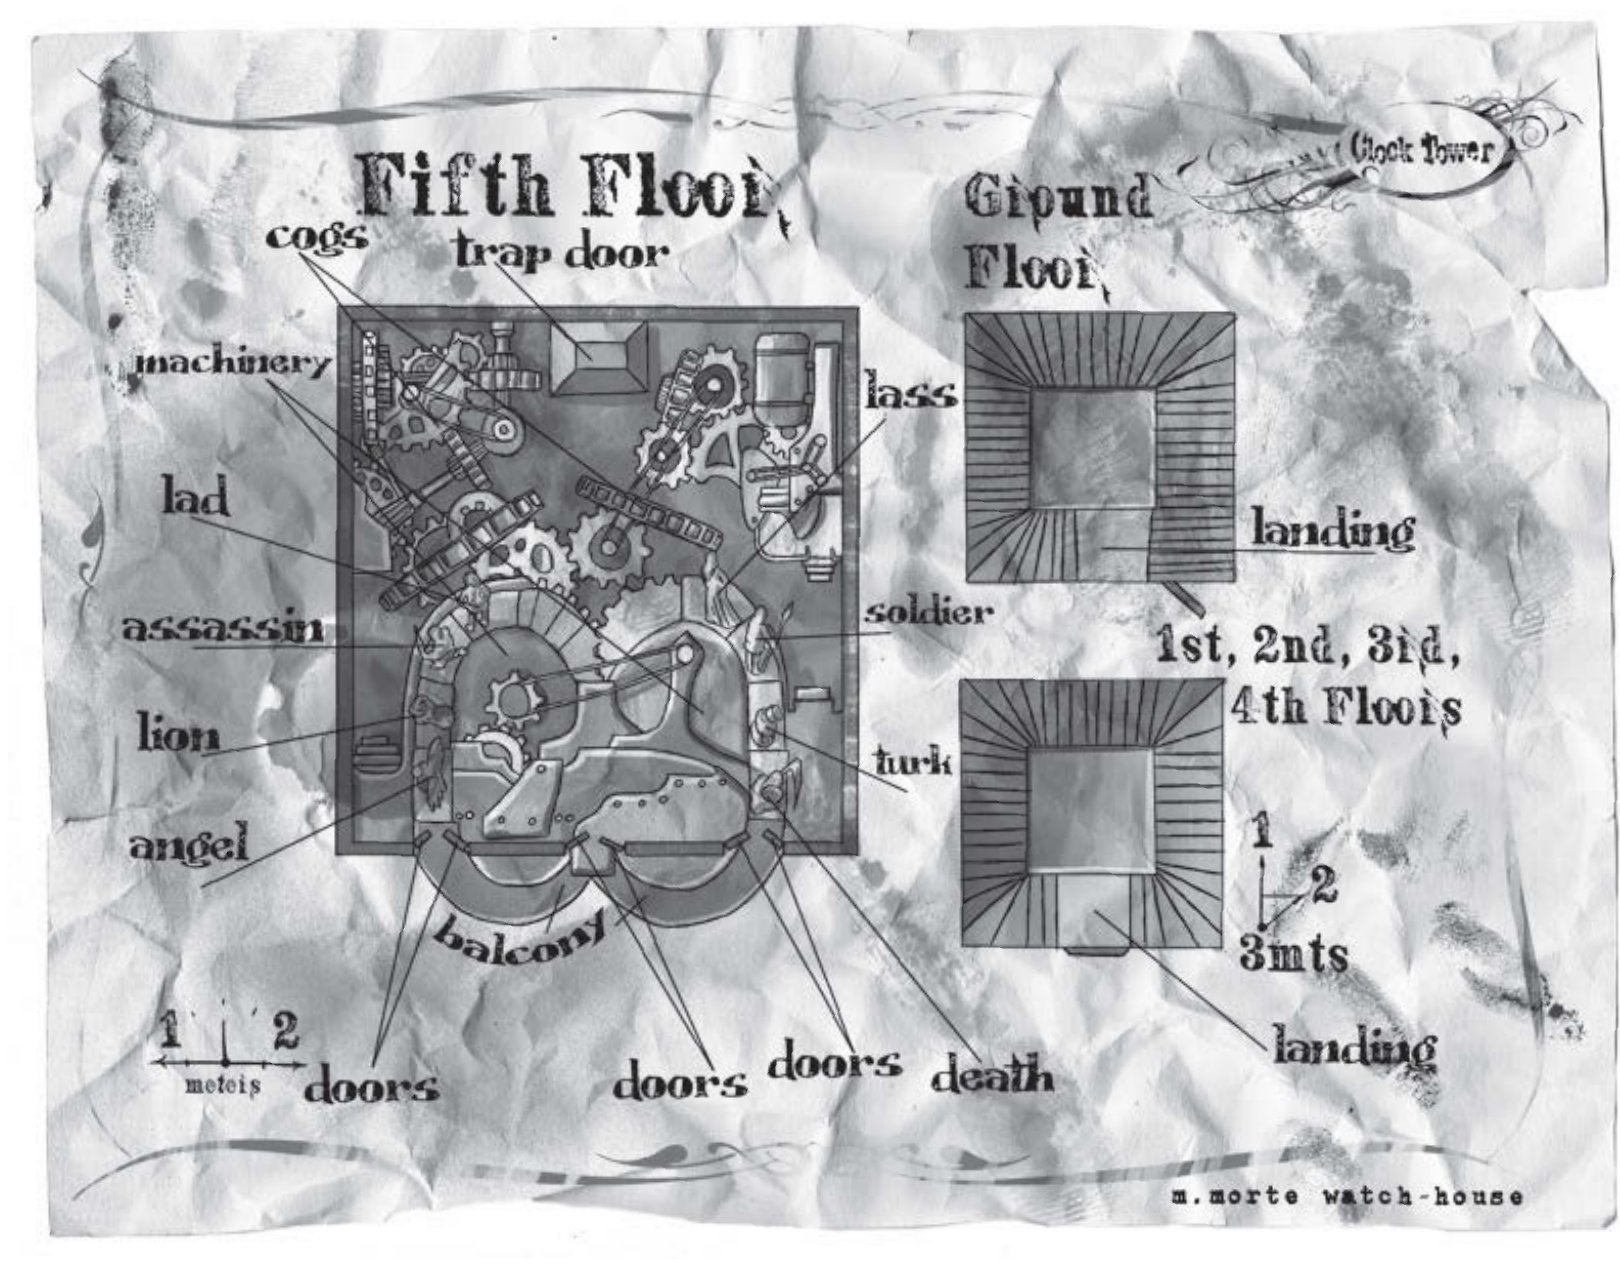 Clock Tower
Fifth Floor
Ground
Floor
cogs
trap door
machinery
lass
lad
landing
assassin
soldier
1st, 2nd, 3rd,
4th Floors
lion
turk
angel
1
2
3mts
balcony
1 2
meters
doors
doors
doors
death
landing
m.morte watch-house